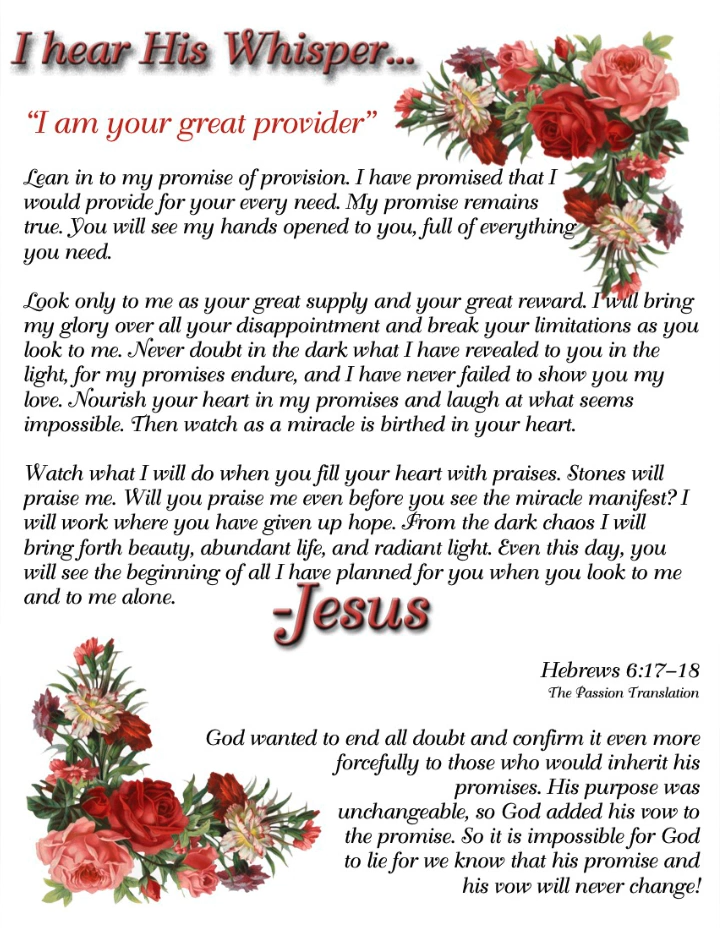 I hear His Whisper...
“I am your great provider”
Lean in to my promise of provision. I have promised that I
would provide for your every need. My promise remains
true. You will see my hands opened to you, full of everything
you need.
Look only to me as your great supply and your great reward. I will bring
my glory over all your disappointment and break your limitations as you
look to me. Never doubt in the dark what I have revealed to you in the
light, for my promises endure, and I have never failed to show you my
love. Nourish your heart in my promises and laugh at what seems
impossible. Then watch as a miracle is birthed in your heart.
Watch what I will do when you fill your heart with praises. Stones will
praise me. Will you praise me even before you see the miracle manifest? I
will work where you have given up hope. From the dark chaos I will
bring forth beauty, abundant life, and radiant light. Even this day, you
will see the beginning of all I have planned for you when you look to me
and to me alone.
-Jesus
Hebrews 6:17–18
The Passion Translation
God wanted to end all doubt and confirm it even more
forcefully to those who would inherit his
promises. His purpose was
unchangeable, so God added his vow to
the promise. So it is impossible for God
to lie for we know that his promise and
his vow will never change!